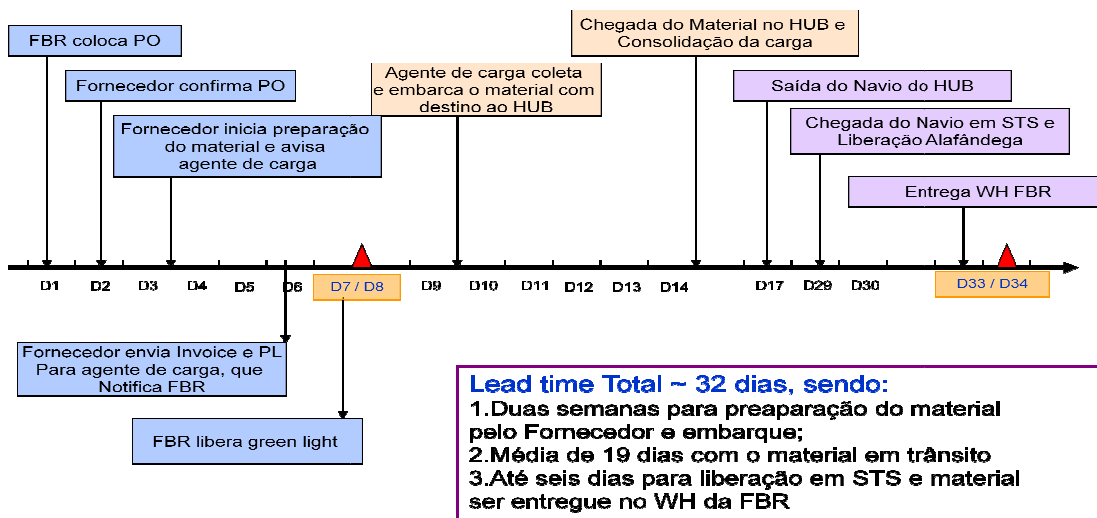 FBR coloca PO
Fornecedor confirma PO
Fornecedor inicia preparação
do material e avisa
agente de carga
Agente de carga coleta
e embarca o material com
destino ao HUB
Chegada do Material no HUB e
Consolidação da carga
Saída do Navio do HUB
Chegada do Navio em STS e
Liberação Alafândega
Entrega WH FBR
D1 D2 D3 D4 D5 D6 D7 / D8 D9 D10 D11 D12 D13 D14 D17 D29 D30 D33 / D34
Fornecedor envia Invoice e PL
Para agente de carga, que
Notifica FBR
FBR libera green light
Lead time Total ~ 32 dias, sendo:
1.Duas semanas para preaparação do material
pelo Fornecedor e embarque;
2.Média de 19 dias com o material em trânsito
3.Até seis dias para liberação em STS e material
ser entregue no WH da FBR